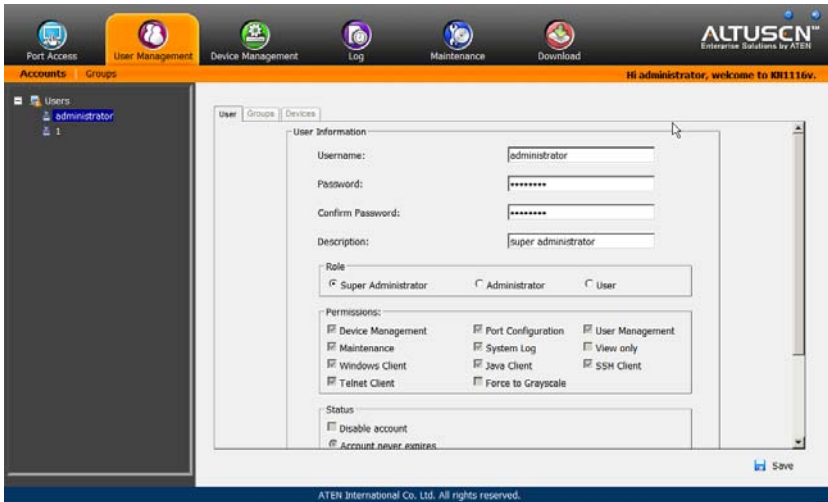 Port Access User Management Device Management Log Maintenance Download
ALTUSCN™
Enterprise Solutions by ATEN
Accounts Groups
Hi administrator, welcome to KN1116v.
Users
administrator
1
User Groups Devices
User Information
Username: administrator
Password: ••••••••
Confirm Password: ••••••••
Description: super administrator
Role
Super Administrator Administrator User
Permissions:
Device Management Port Configuration User Management
Maintenance System Log View only
Windows Client Java Client SSH Client
Telnet Client Force to Grayscale
Status
Disable account
Account never expires
Save
ATEN International Co. Ltd. All rights reserved.